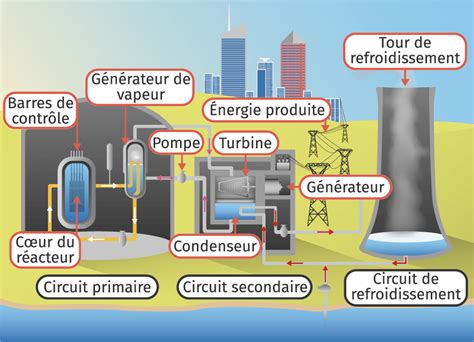 Tour de
refroidissement
Générateur de
vapeur
Barres de
contrôle
Énergie produite
Pompe
Turbine
Générateur
Cœur du
réacteur
Condenseur
Circuit primaire
Circuit secondaire
Circuit de
refroidissement